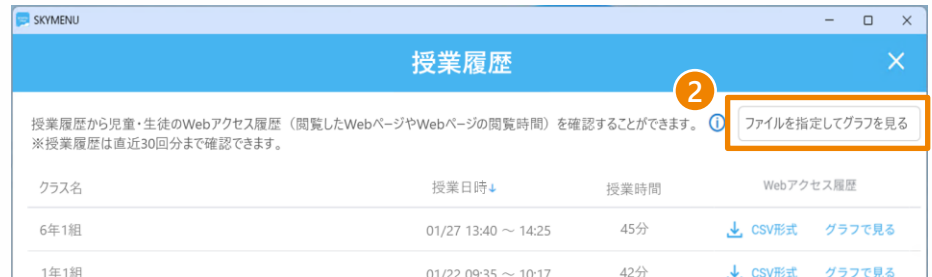 SKYMENU
授業履歴
2
授業履歴から児童・生徒のWebアクセス履歴(閲覧したWebページやWebページの閲覧時間)を確認することができます。 ファイルを指定してグラフを見る
※授業履歴は直近30回分まで確認できます。
クラス名 授業日時↓ 授業時間 Webアクセス履歴
6年1組 01/27 13:40 ~ 14:25 45分 CSV形式 グラフで見る
1年1組 01/22 09:35 ~ 10:17 42分 CSV形式 グラフで見る